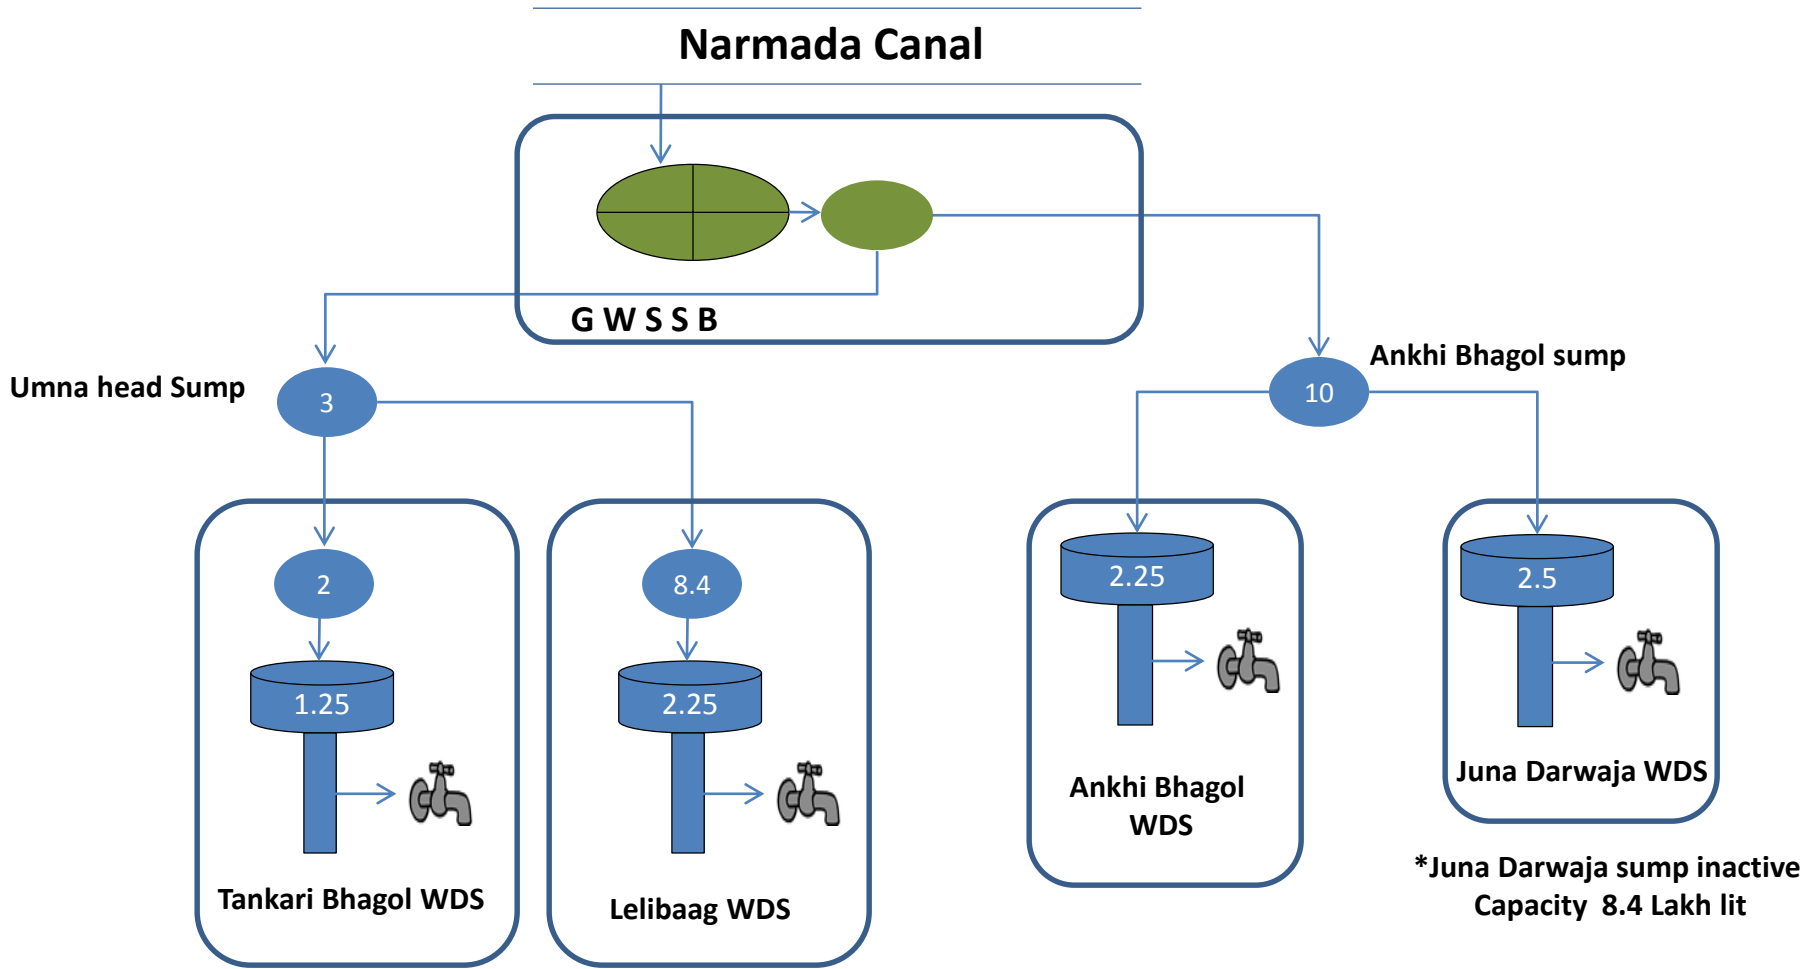 Narmada Canal
G W S S B
Umna head Sump
3
Ankhi Bhagol sump
10
2
8.4
2.25
2.5
1.25
2.25
Tankari Bhagol WDS
Lelibaag WDS
Ankhi Bhagol
WDS
Juna Darwaja WDS
*Juna Darwaja sump inactive
Capacity  8.4 Lakh lit